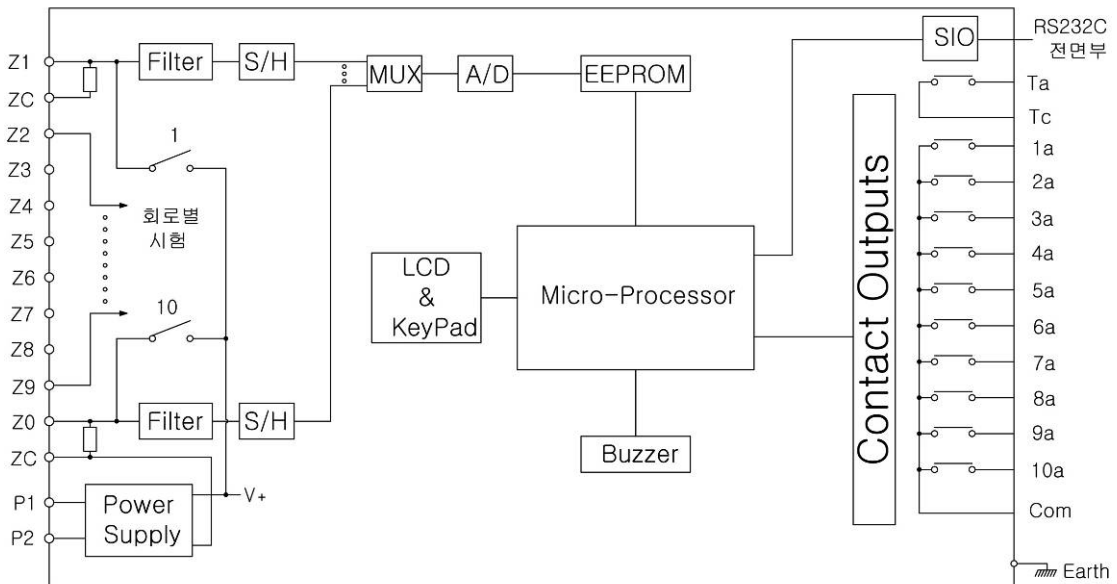 Z1
ZC
Z2
Z3
Z4
Z5
Z6
Z7
Z8
Z9
Z0
ZC
P1
P2
Filter
S/H
MUX
A/D
EEPROM
SIO
RS232C
전면부
1
회로별
시험
10
Filter
S/H
Power
Supply
V+
LCD
&
KeyPad
Micro-Processor
Buzzer
Contact Outputs
Ta
Tc
1a
2a
3a
4a
5a
6a
7a
8a
9a
10a
Com
Earth